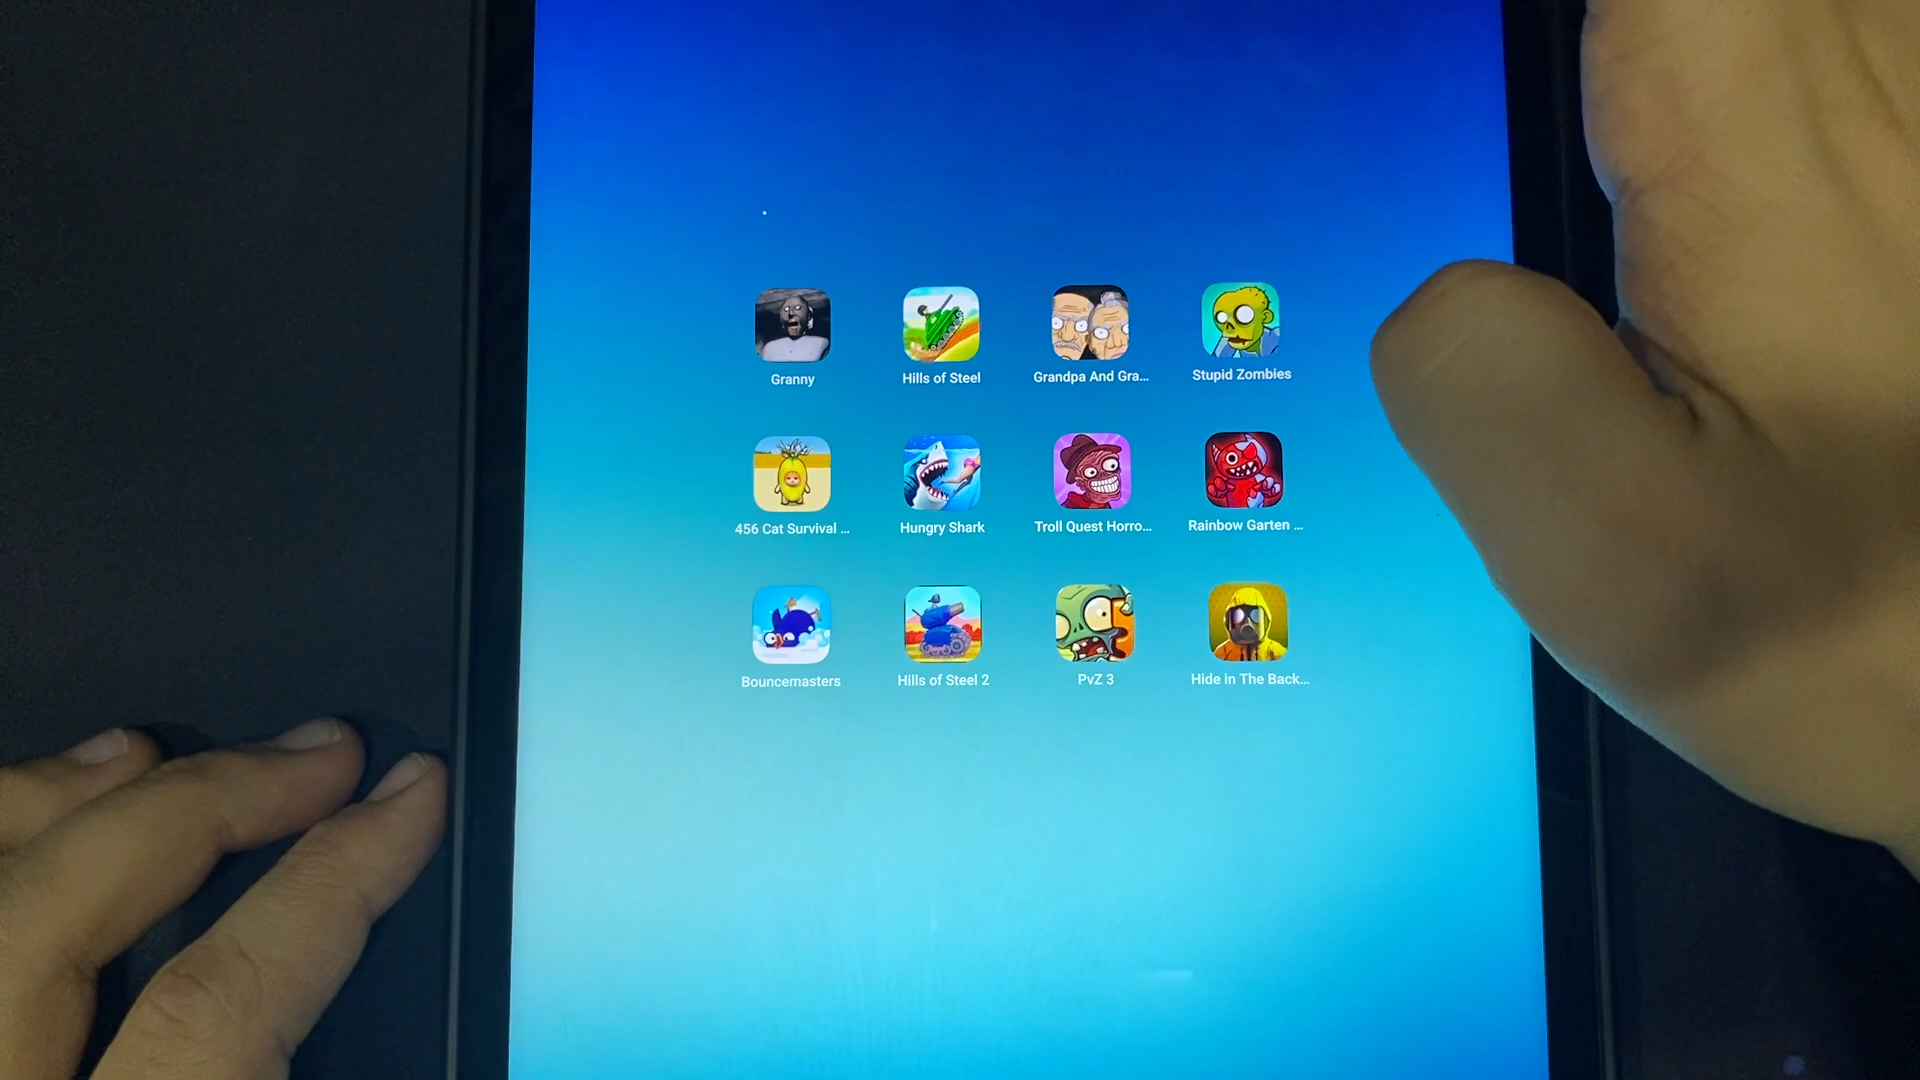 Granny
Hills of Steel
Grandpa And Gra...
Stupid Zombies
456 Cat Survival ...
Hungry Shark
Troll Quest Horro...
Rainbow Garten ...
Bouncemasters
Hills of Steel 2
PvZ 3
Hide in The Back...